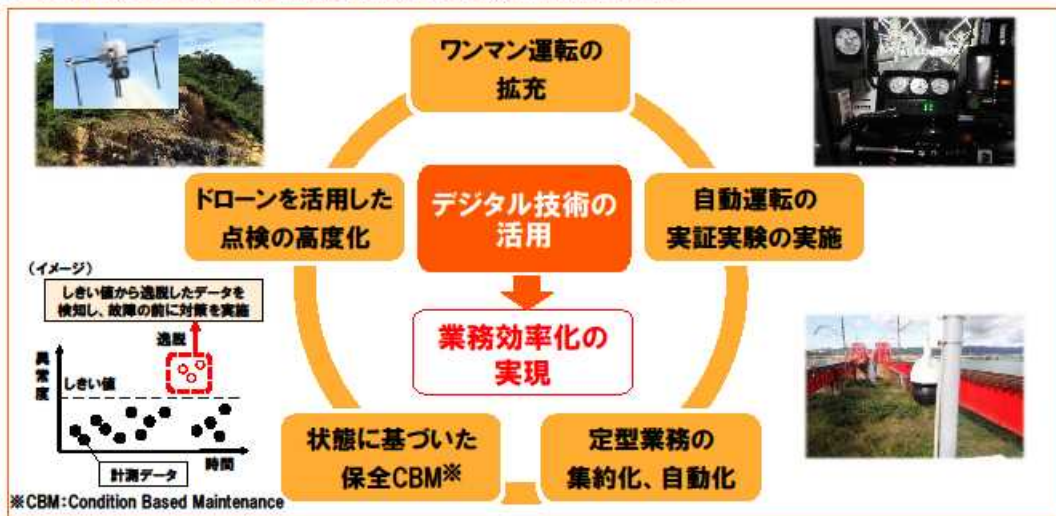 ワンマン運転の
拡充
ドローンを活用した
点検の高度化
デジタル技術の
活用
自動運転の
実証実験の実施
(イメージ)
しきい値から逸脱したデータを
検知し、故障の前に対策を実施
逸脱
異常度
しきい値
計測データ
時間
業務効率化の
実現
状態に基づいた
保全CBM※
定型業務の
集約化、自動化
※CBM:Condition Based Maintenance